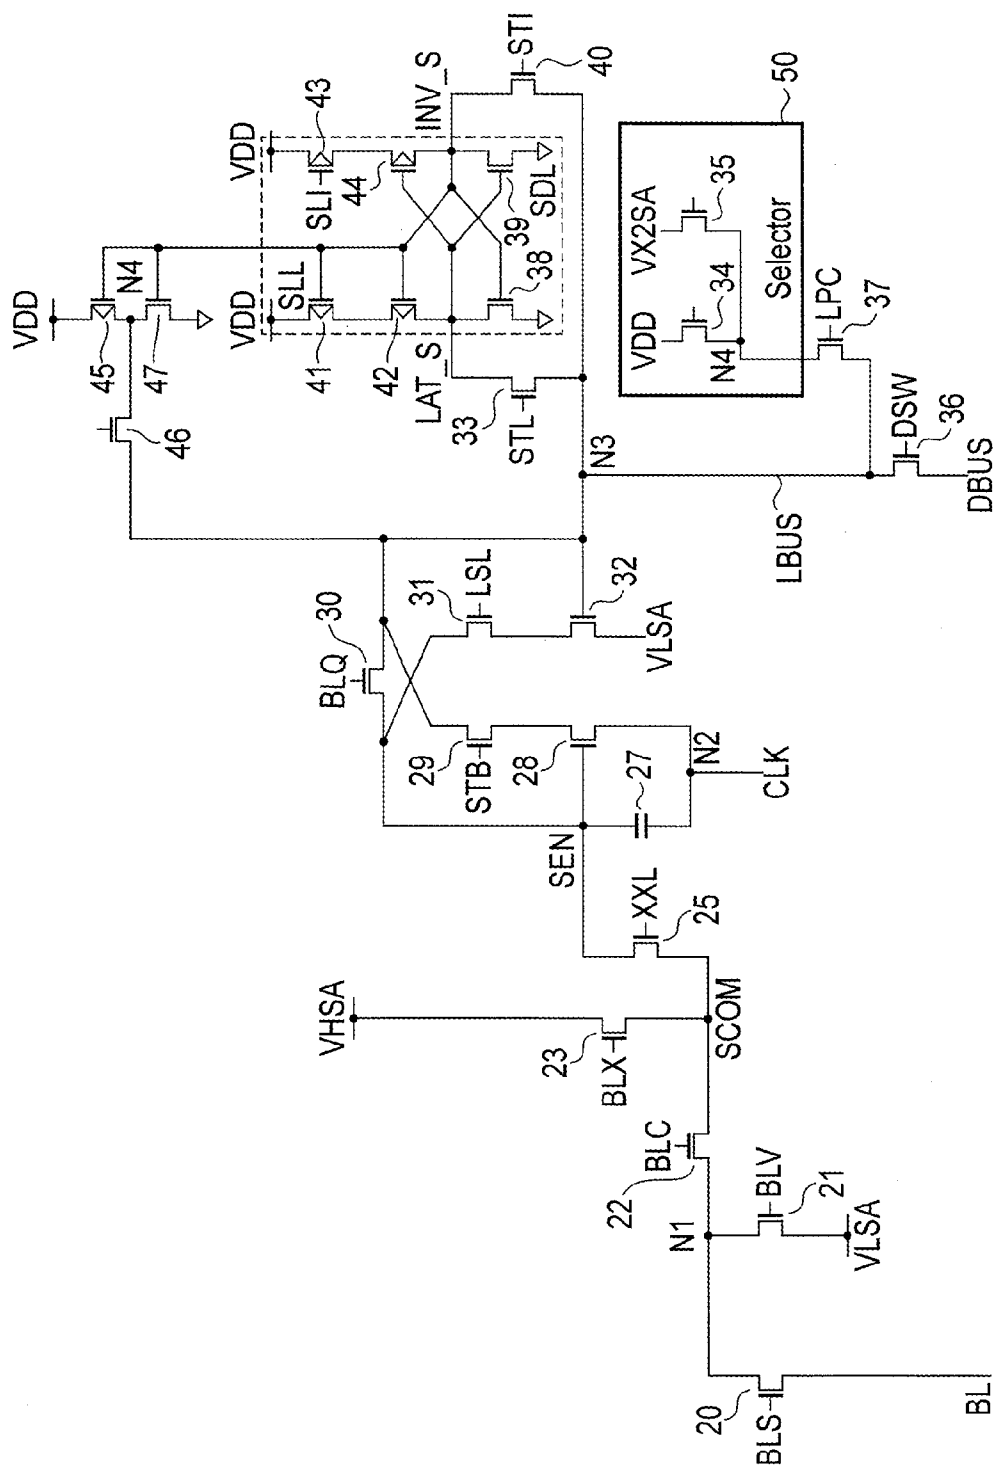 VDD
45
N4
47
46
VDD
SLL
41
42
LAT_S
38
33
STL
VDD
SLI
43
44
INV_S
39
SDL
STI
40
50
VX2SA
35
VDD
34
N4
Selector
LPC
37
N3
LBUS
DSW
36
DBUS
BLQ
30
31
LSL
32
VLSA
29
STB
28
27
N2
CLK
SEN
XXL
25
VHSA
23
BLX
SCOM
BLC
22
N1
BLV
21
VLSA
20
BLS
BL